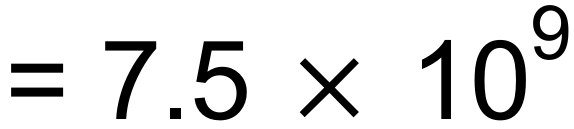 = 7.5 × 10⁹